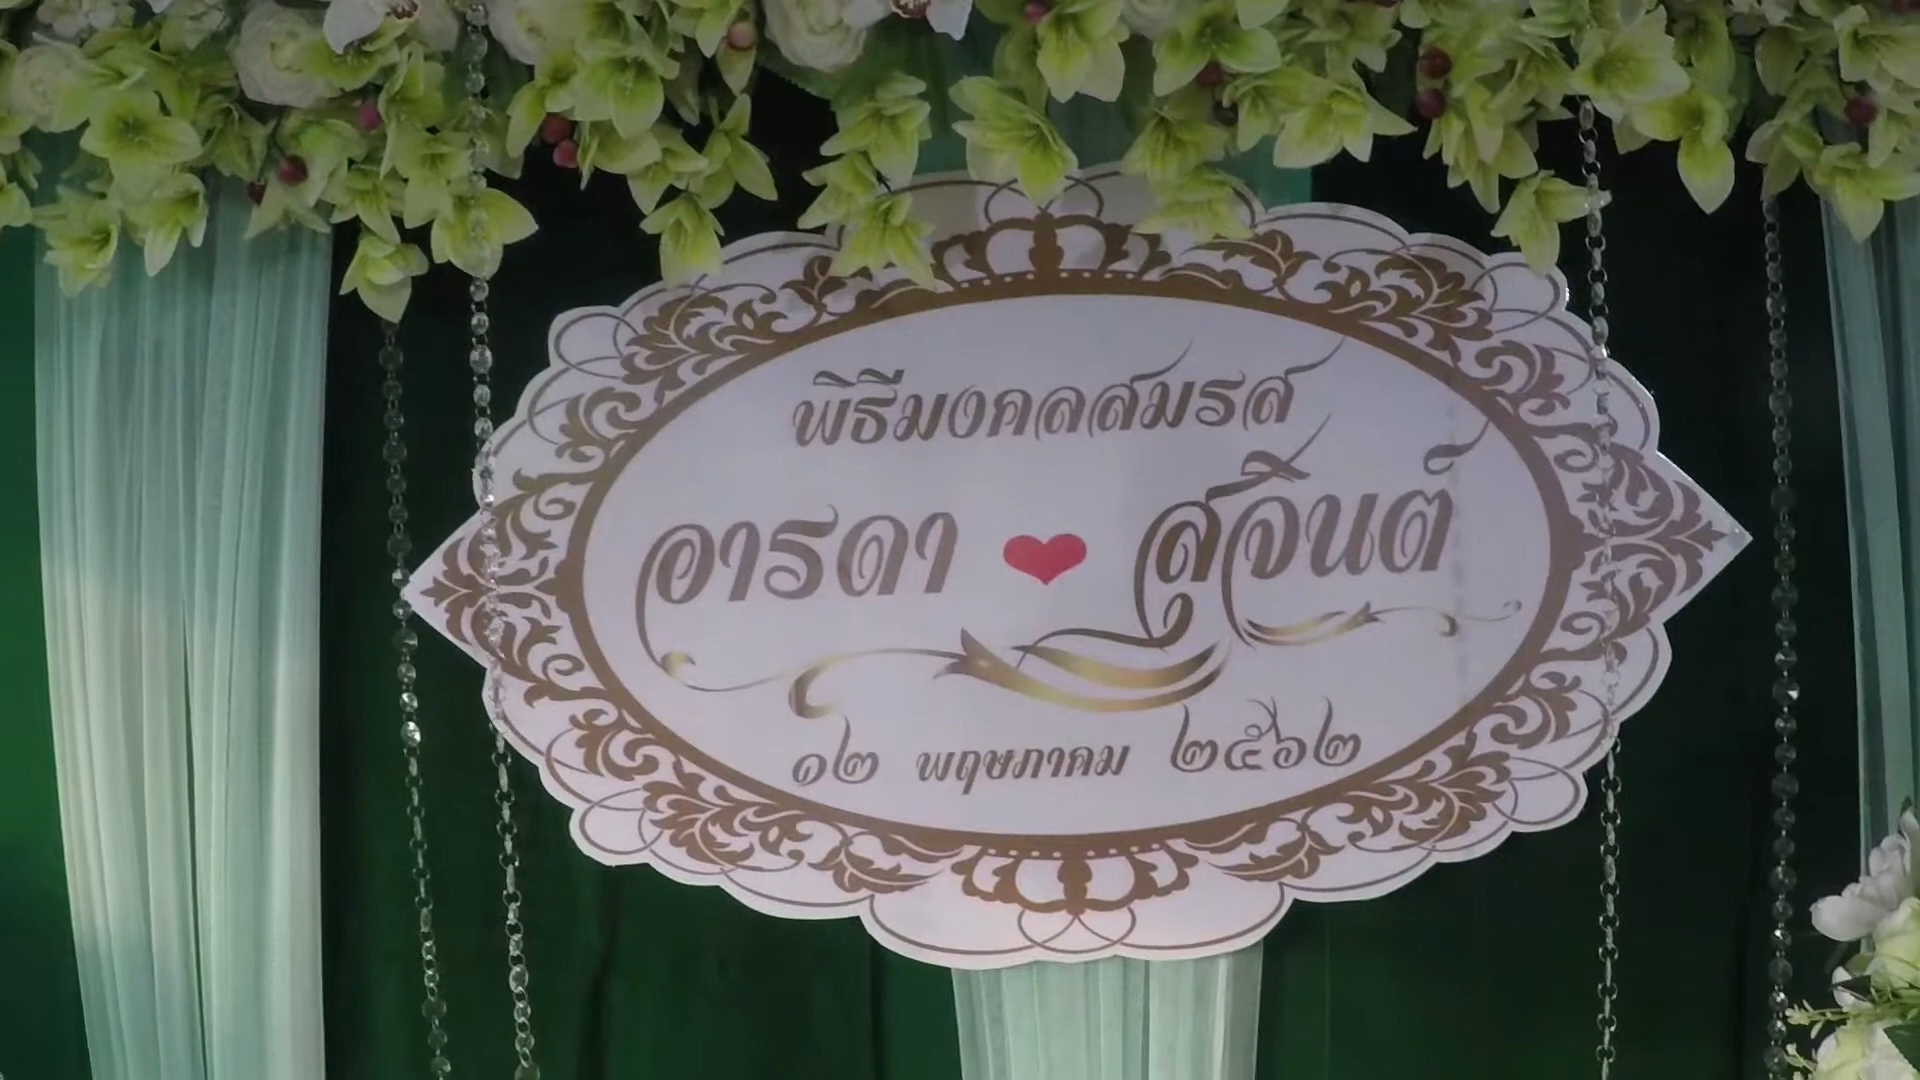 พิธีมงคลสมรส
อารดา ❤ สุจินต์
๑๒ พฤษภาคม ๒๕๖๒